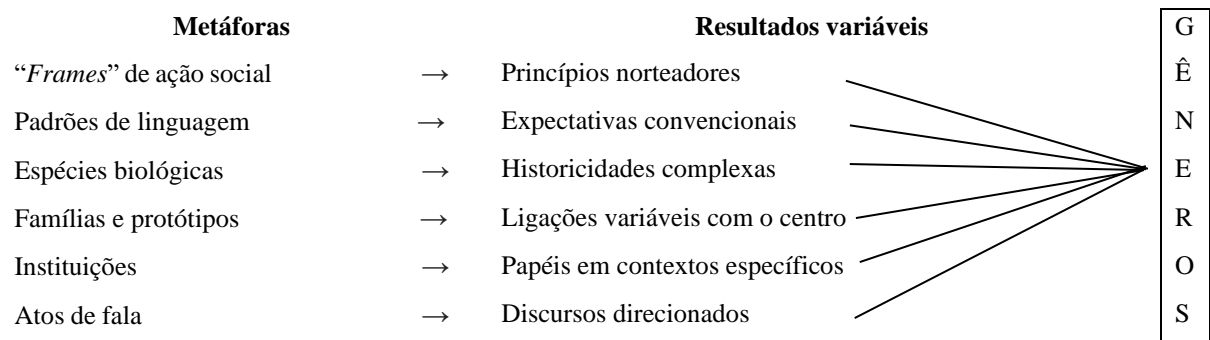 Metáforas Resultados variáveis G
“Frames” de ação social → Princípios norteadores Ê
Padrões de linguagem → Expectativas convencionais N
Espécies biológicas → Historicidades complexas E
Famílias e protótipos → Ligações variáveis com o centro R
Instituições → Papéis em contextos específicos O
Atos de fala → Discursos direcionados S